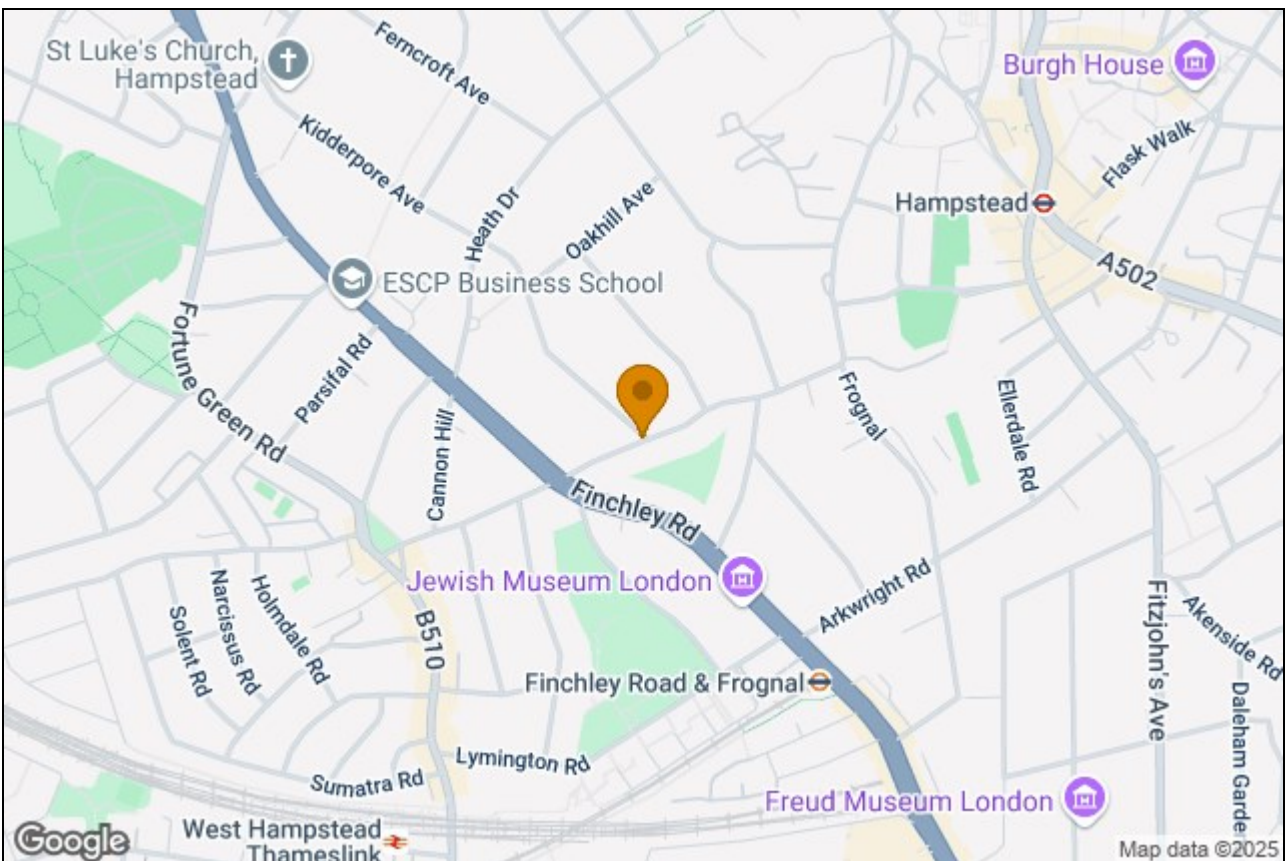 St Luke's Church,
Hampstead
Ferncroft Ave
Burgh House
Kidderpore Ave
Flask Walk
Heath Dr
Oakhill Ave
Hampstead
A502
ESCP Business School
Fortune Green Rd
Parsifal Rd
Cannon Hill
Frognal
Ellerdale Rd
Finchley Rd
Jewish Museum London
Arkwright Rd
Narcissus Rd
Holmdale Rd
Solent Rd
B510
Fitzjohn's Ave
Akenside Rd
Finchley Road & Frognal
Daleham Garde
Lymington Rd
Sumatra Rd
Freud Museum London
West Hampstead
Thameslink
Google
Map data ©2025